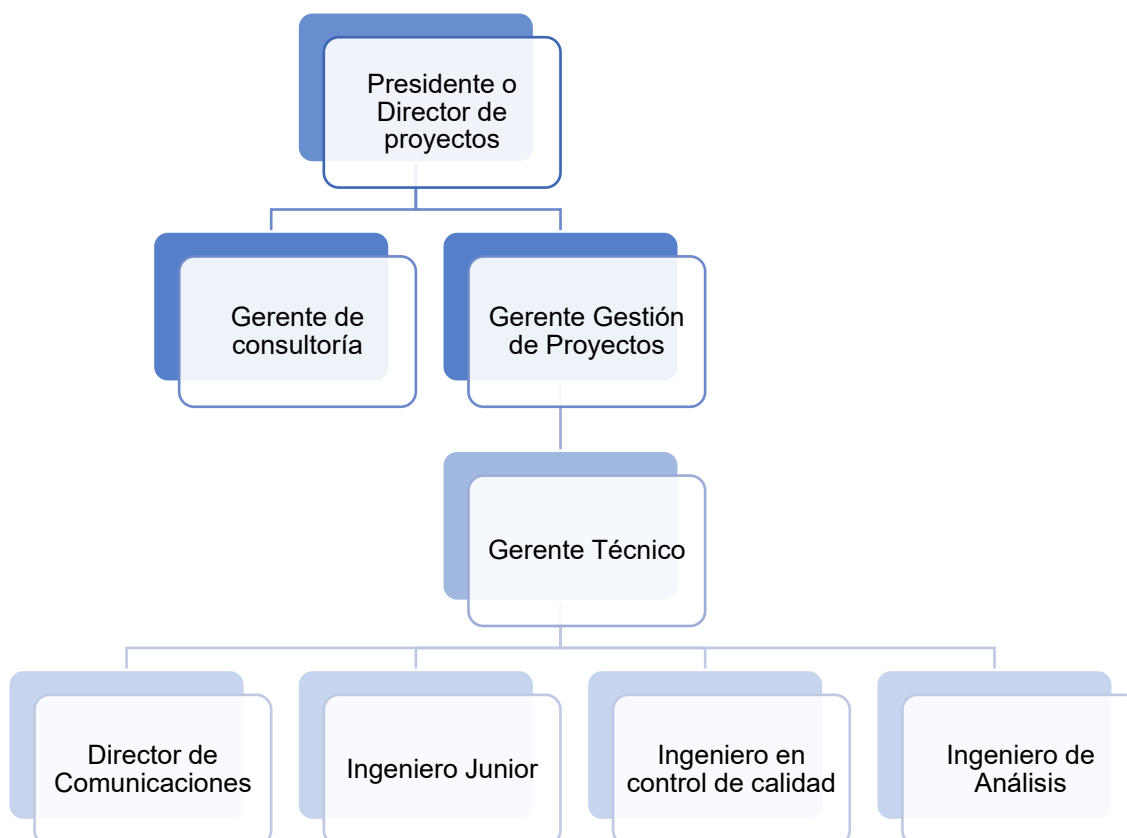 Presidente o
Director de
proyectos
Gerente de
consultoría
Gerente Gestión
de Proyectos
Gerente Técnico
Director de
Comunicaciones
Ingeniero Junior
Ingeniero en
control de calidad
Ingeniero de
Análisis